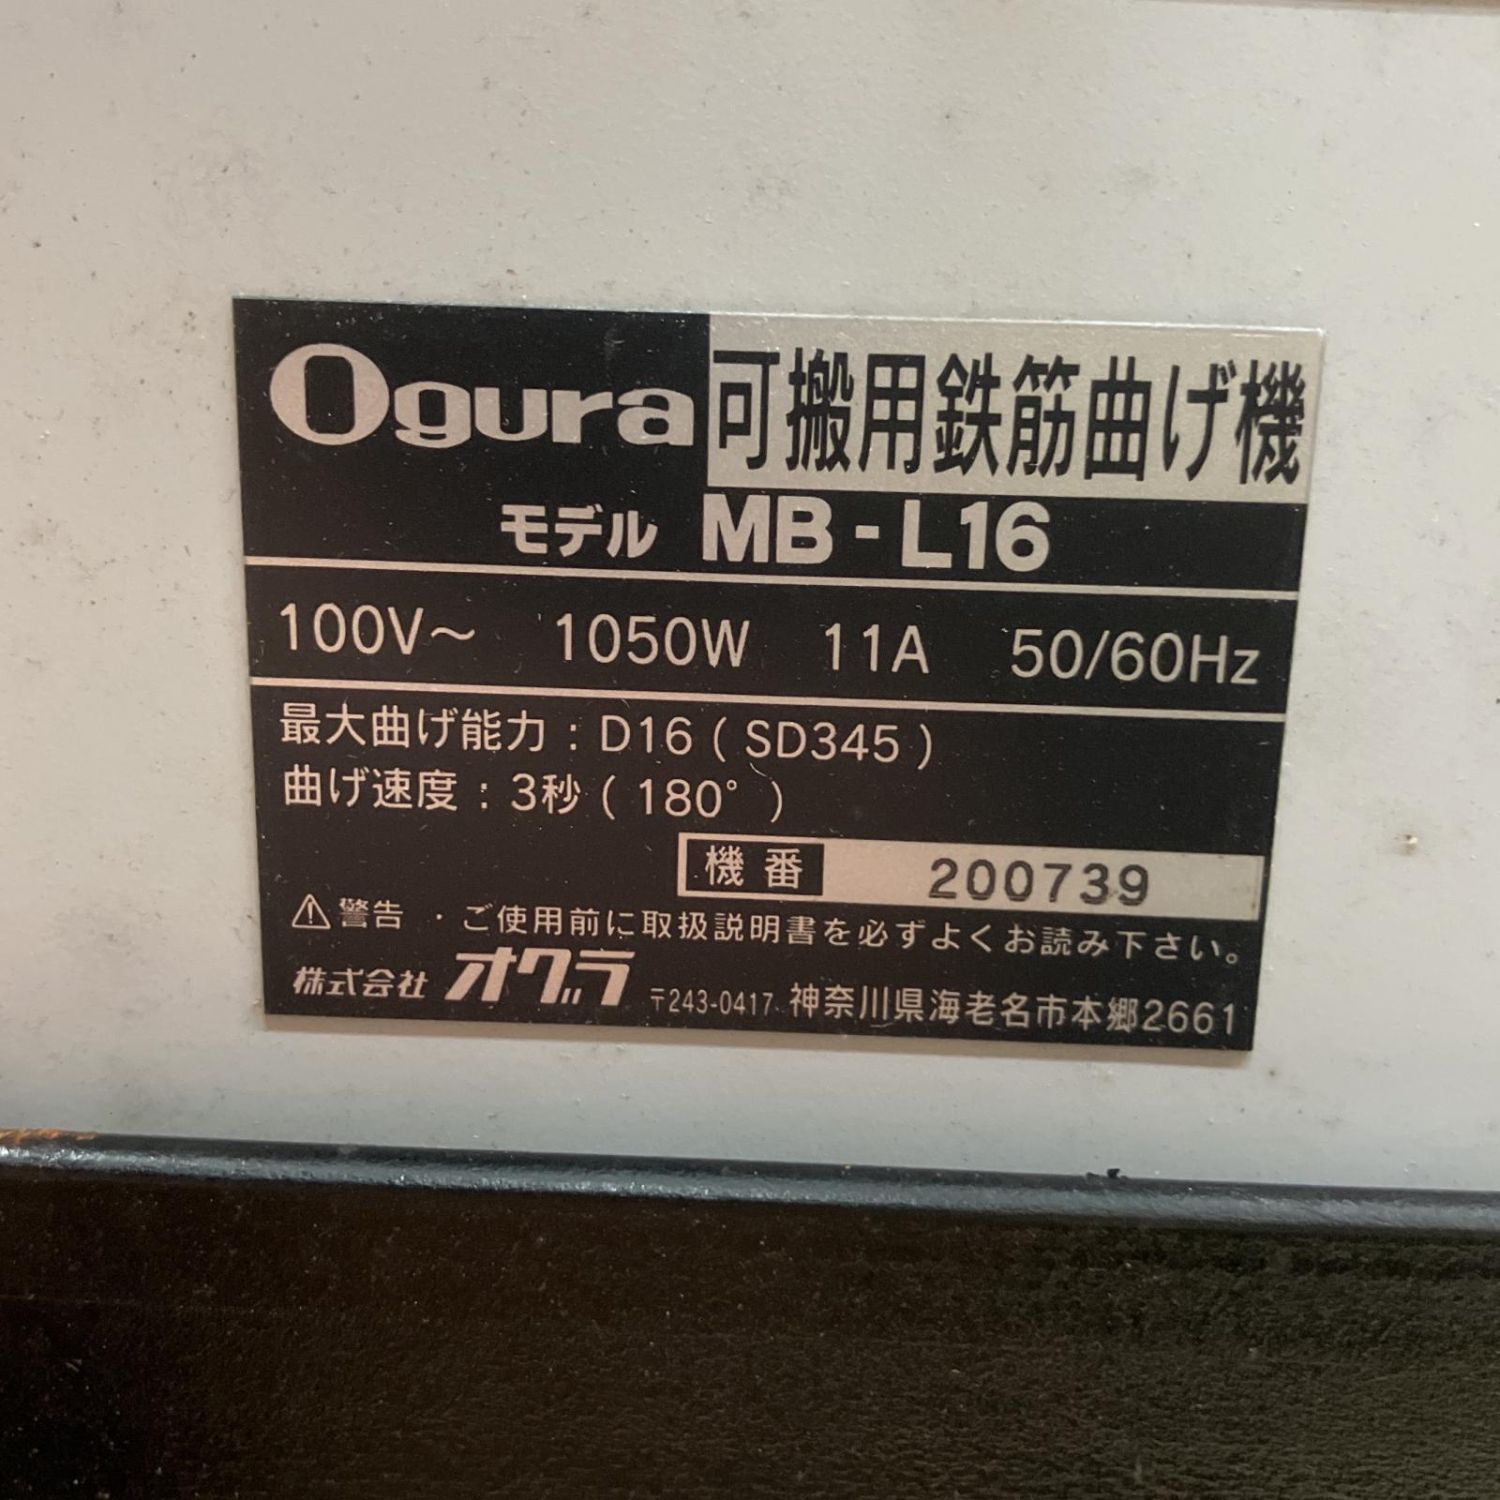 Ogura 可搬用鉄筋曲げ機
モデル MB-L16
100V～ 1050W 11A 50/60Hz
最大曲げ能力：D16（SD345）
曲げ速度：3秒（180°）
機番 200739
⚠警告 ・ご使用前に取扱説明書を必ずよくお読み下さい。
株式会社 オグラ 〒243-0417 神奈川県海老名市本郷2661